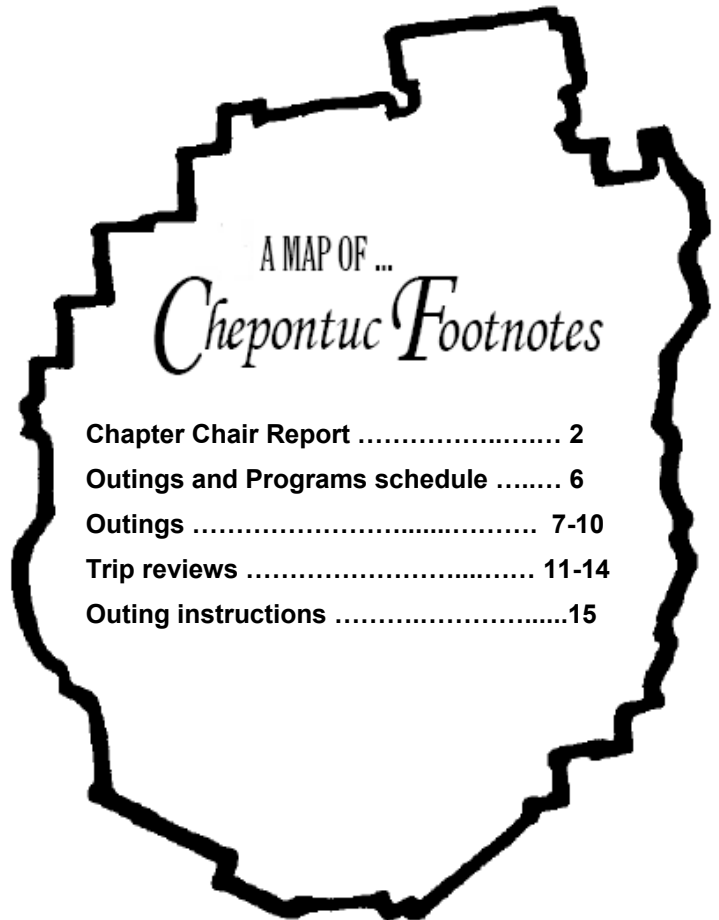 A MAP OF ...
Chepontuc Footnotes
Chapter Chair Report ……………..….… 2
Outings and Programs schedule …..… 6
Outings …………………….......………. 7-10
Trip reviews ……………………....…… 11-14
Outing instructions ……….…………......15